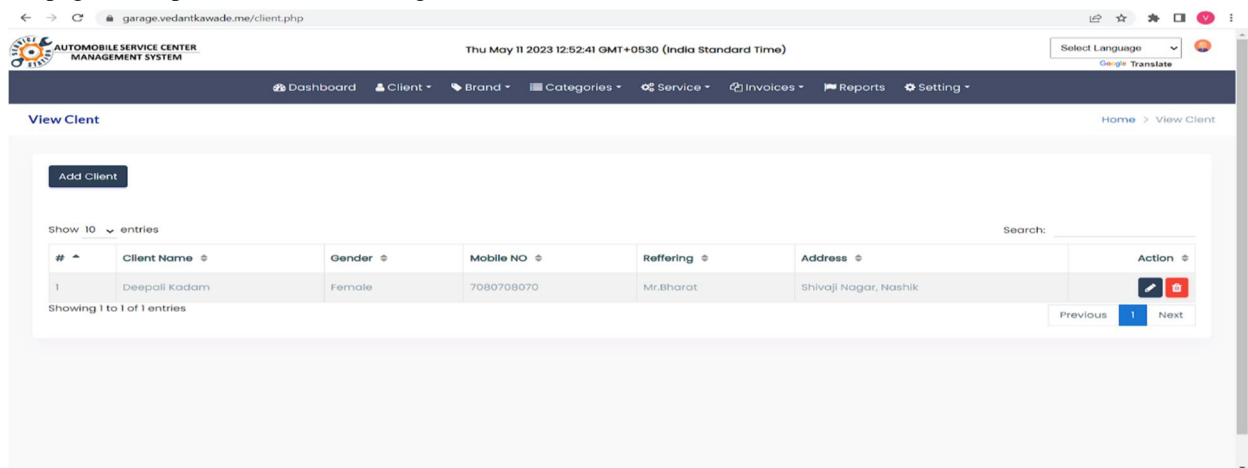 garage.vedantkawade.me/client.php
V
AUTOMOBILE SERVICE CENTER
MANAGEMENT SYSTEM
Thu May 11 2023 12:52:41 GMT+0530 (India Standard Time)
Select Language
Google Translate
Dashboard Client Brand Categories Service Invoices Reports Setting
View Clent
Home > View Clent
Add Client
Show 10 entries
Search:
# Client Name Gender Mobile NO Reffering Address Action
1 Deepali Kadam Female 7080708070 Mr.Bharat Shivaji Nagar, Nashik
Showing 1 to 1 of 1 entries
Previous 1 Next